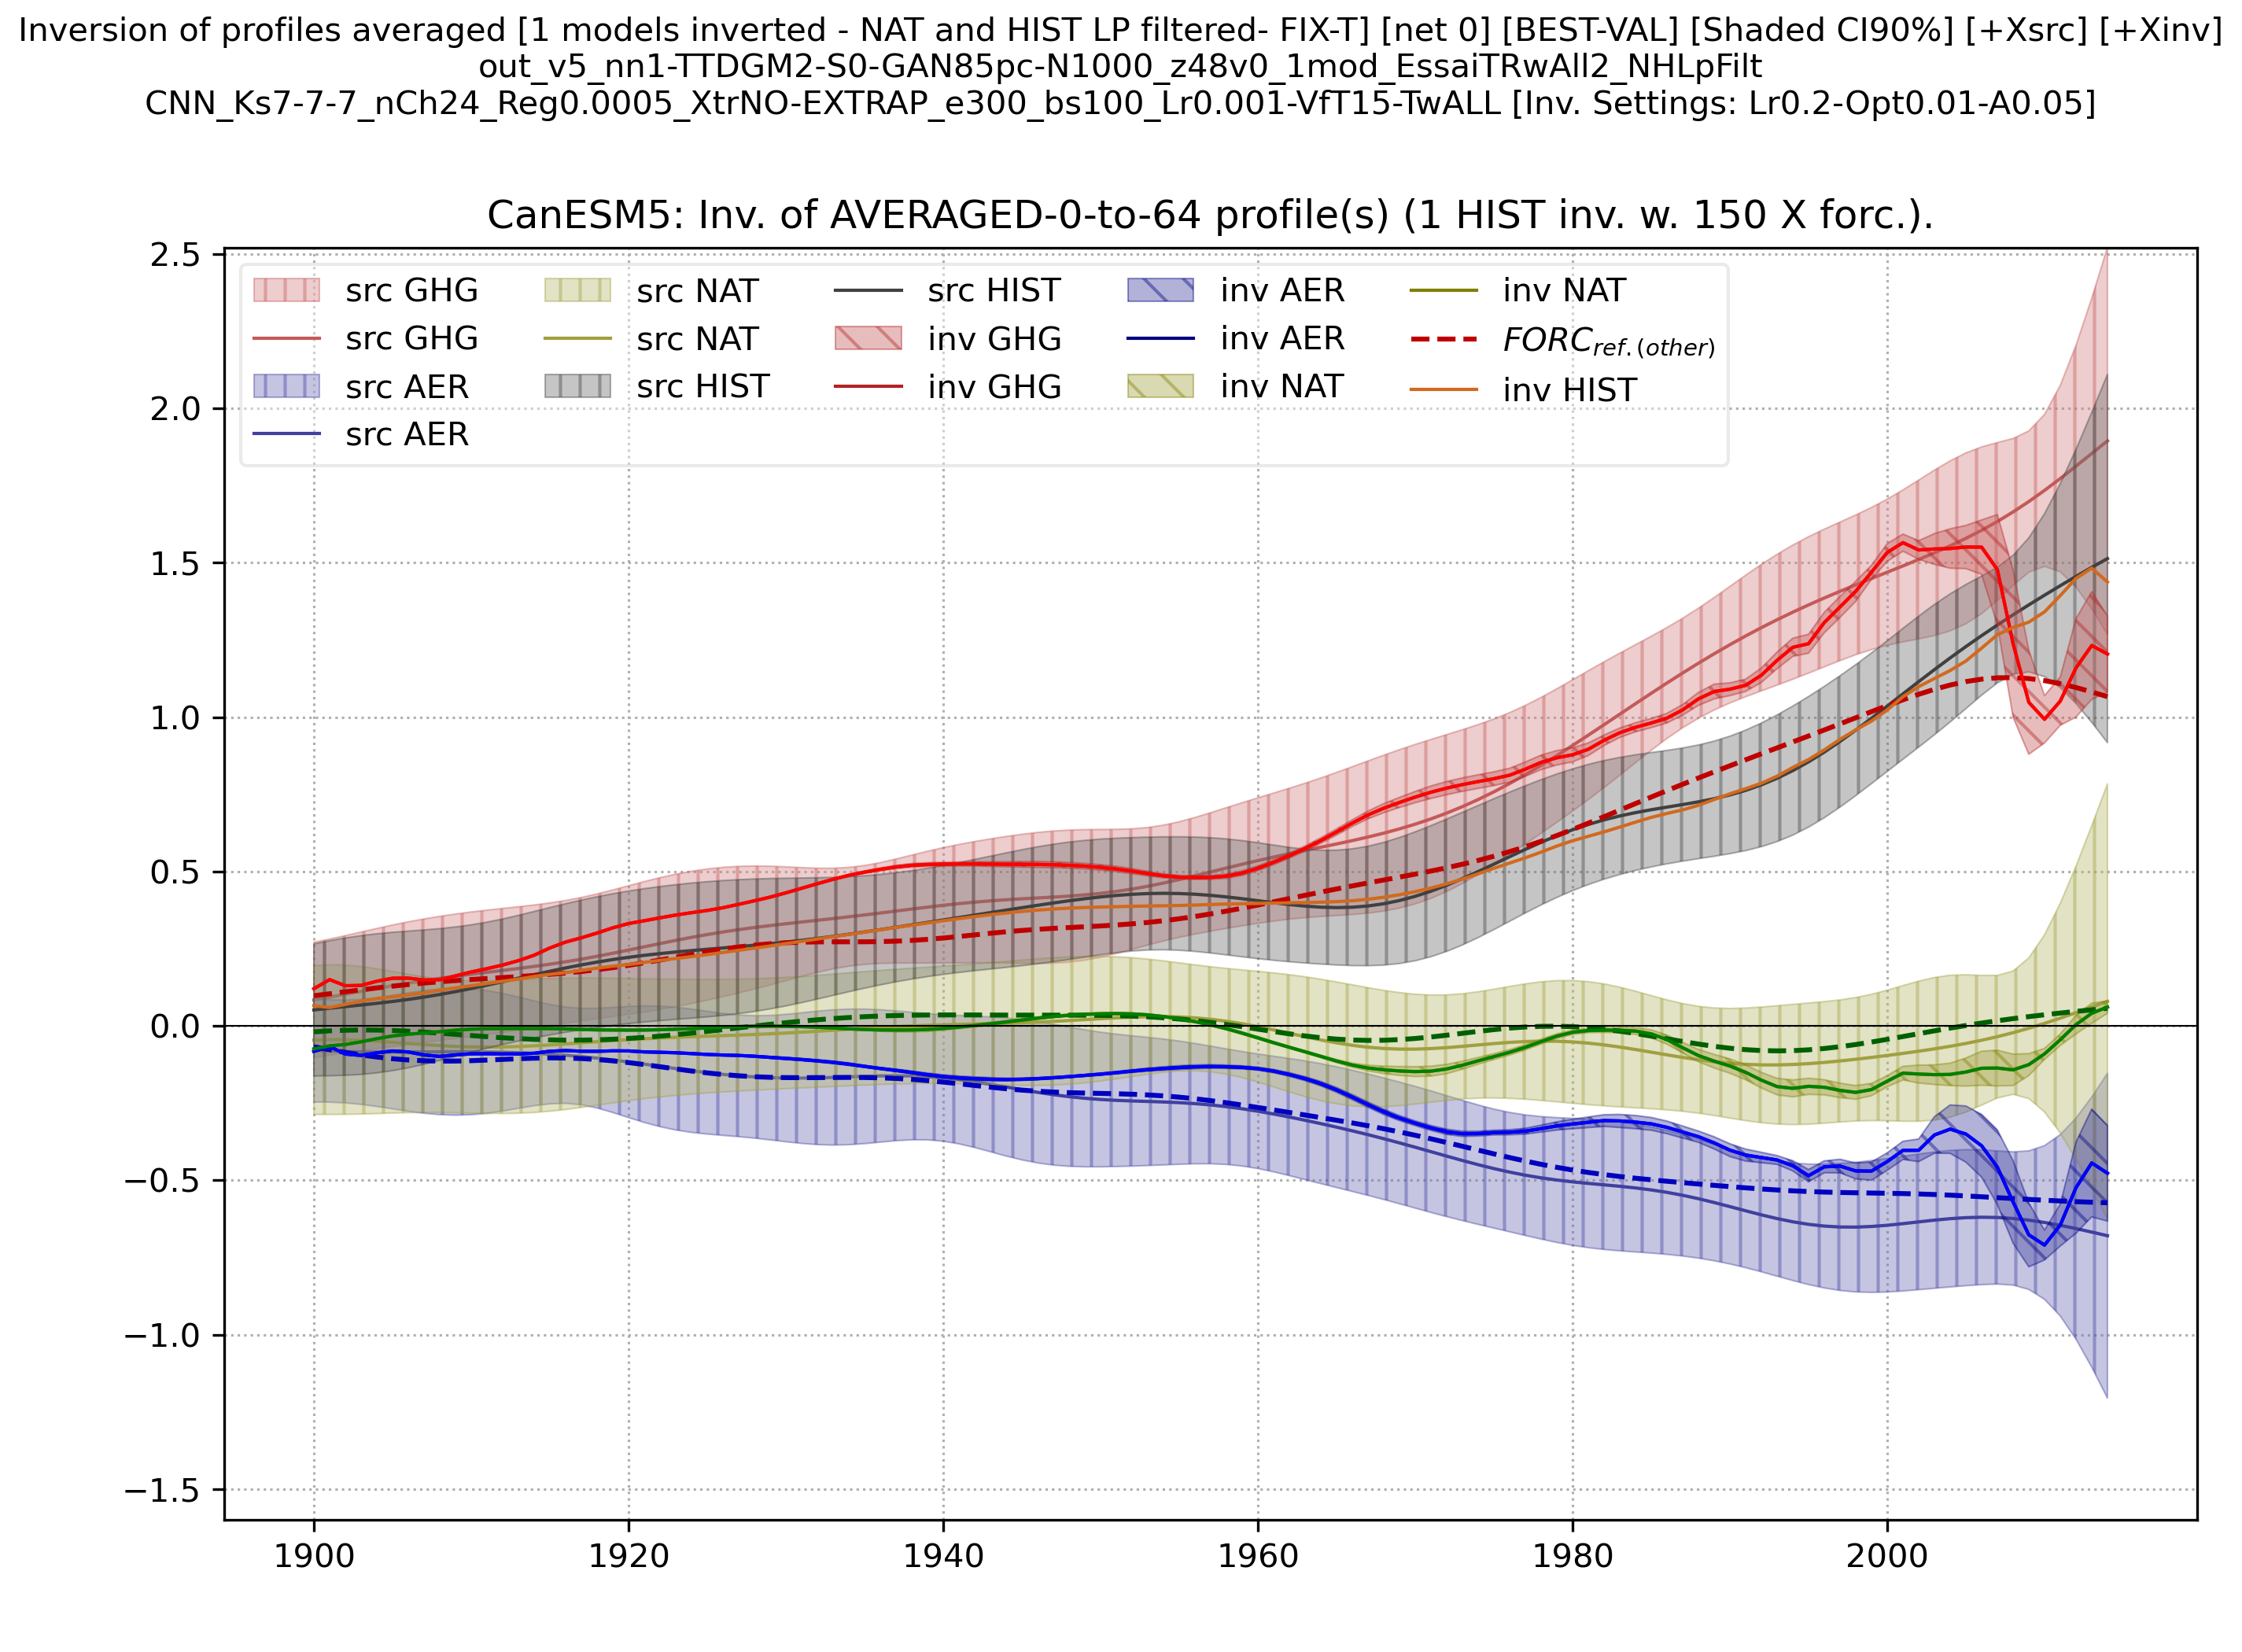 Inversion of profiles averaged [1 models inverted - NAT and HIST LP filtered- FIX-T] [net 0] [BEST-VAL] [Shaded CI90%] [+Xsrc] [+Xinv]
out_v5_nn1-TTDGM2-S0-GAN85pc-N1000_z48v0_1mod_EssaiTRwAll2_NHLpFilt
CNN_Ks7-7-7_nCh24_Reg0.0005_XtrNO-EXTRAP_e300_bs100_Lr0.001-VfT15-TwALL [Inv. Settings: Lr0.2-Opt0.01-A0.05]
CanESM5: Inv. of AVERAGED-0-to-64 profile(s) (1 HIST inv. w. 150 X forc.).
src GHG
src GHG
src AER
src AER
src NAT
src NAT
src HIST
src HIST
inv GHG
inv GHG
inv AER
inv AER
inv NAT
inv NAT
FORC_ref.(other)
inv HIST
2.5
2.0
1.5
1.0
0.5
0.0
−0.5
−1.0
−1.5
1900 1920 1940 1960 1980 2000